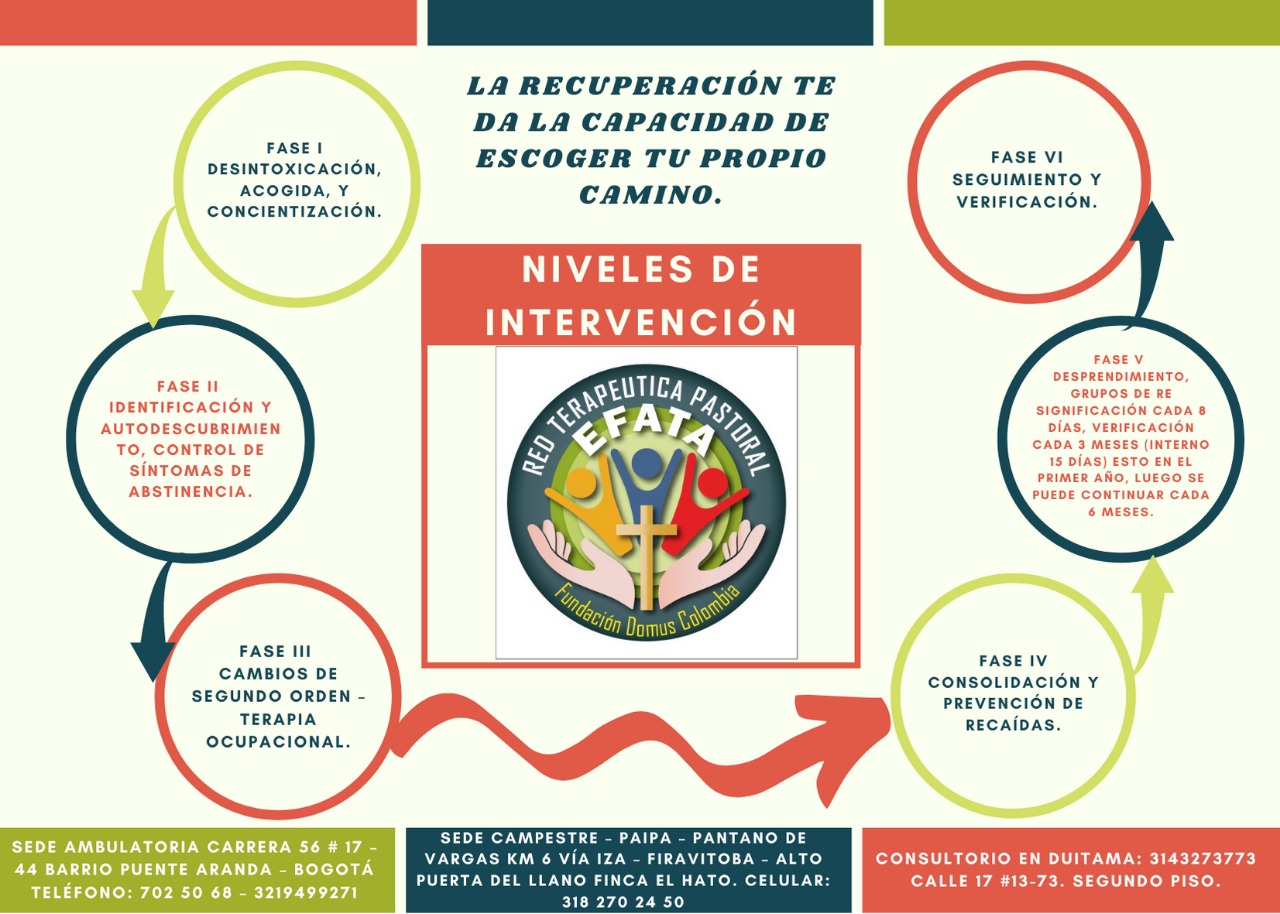 LA RECUPERACIÓN TE
DA LA CAPACIDAD DE
ESCOGER TU PROPIO
CAMINO.
NIVELES DE
INTERVENCIÓN
RED TERAPEUTICA PASTORAL
EFATA
Fundación Domus Colombia
FASE I
DESINTOXICACIÓN,
ACOGIDA, Y
CONCIENTIZACIÓN.
FASE II
IDENTIFICACIÓN Y
AUTODESCUBRIMIEN
TO, CONTROL DE
SÍNTOMAS DE
ABSTINENCIA.
FASE III
CAMBIOS DE
SEGUNDO ORDEN –
TERAPIA
OCUPACIONAL.
FASE IV
CONSOLIDACIÓN Y
PREVENCIÓN DE
RECAÍDAS.
FASE V
DESPRENDIMIENTO,
GRUPOS DE RE
SIGNIFICACIÓN CADA 8
DÍAS, VERIFICACIÓN
CADA 3 MESES (INTERNO
15 DÍAS) ESTO EN EL
PRIMER AÑO, LUEGO SE
PUEDE CONTINUAR CADA
6 MESES.
FASE VI
SEGUIMIENTO Y
VERIFICACIÓN.
SEDE AMBULATORIA CARRERA 56 # 17 –
44 BARRIO PUENTE ARANDA – BOGOTÁ
TELÉFONO: 702 50 68 – 3219499271
SEDE CAMPESTRE – PAIPA – PANTANO DE
VARGAS KM 6 VÍA IZA – FIRAVITOBA – ALTO
PUERTA DEL LLANO FINCA EL HATO. CELULAR:
318 270 24 50
CONSULTORIO EN DUITAMA: 3143273773
CALLE 17 #13-73. SEGUNDO PISO.